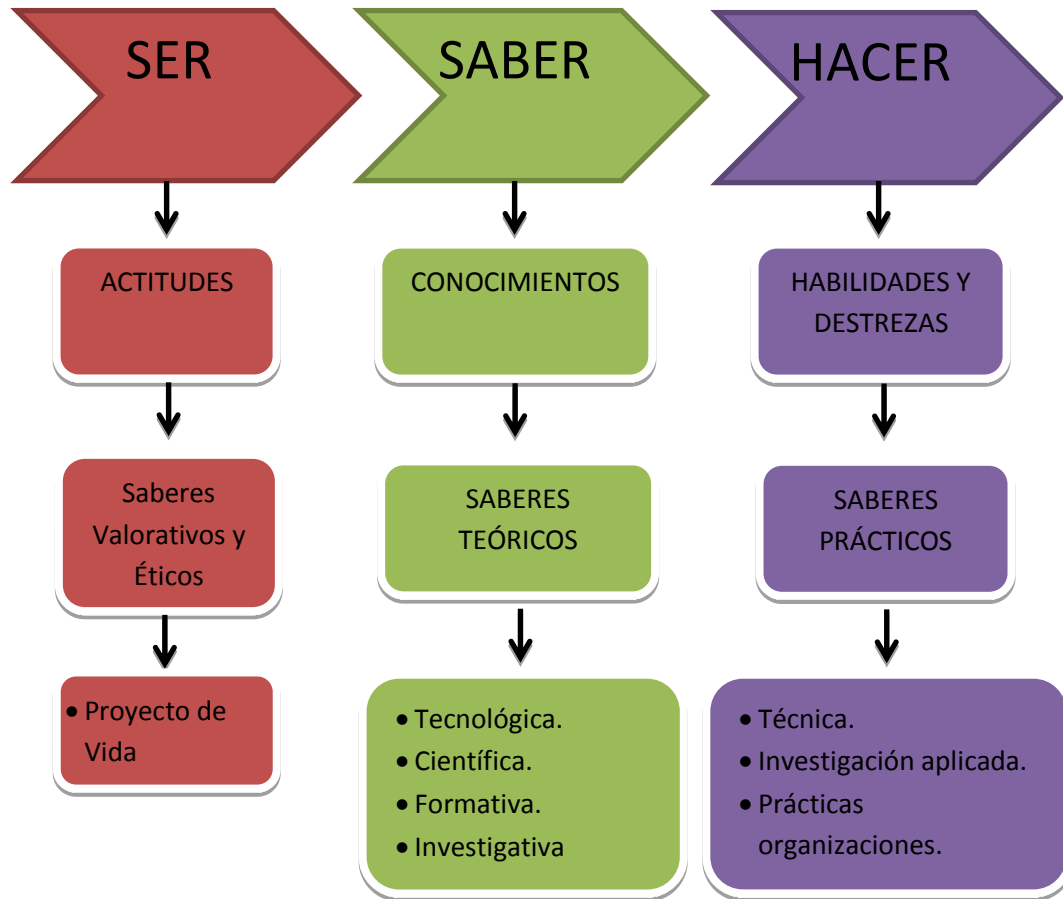 SER
SABER
HACER
ACTITUDES
CONOCIMIENTOS
HABILIDADES Y
DESTREZAS
Saberes
Valorativos y
Éticos
SABERES
TEÓRICOS
SABERES
PRÁCTICOS
• Proyecto de
Vida
• Tecnológica.
• Científica.
• Formativa.
• Investigativa
• Técnica.
• Investigación aplicada.
• Prácticas
organizaciones.